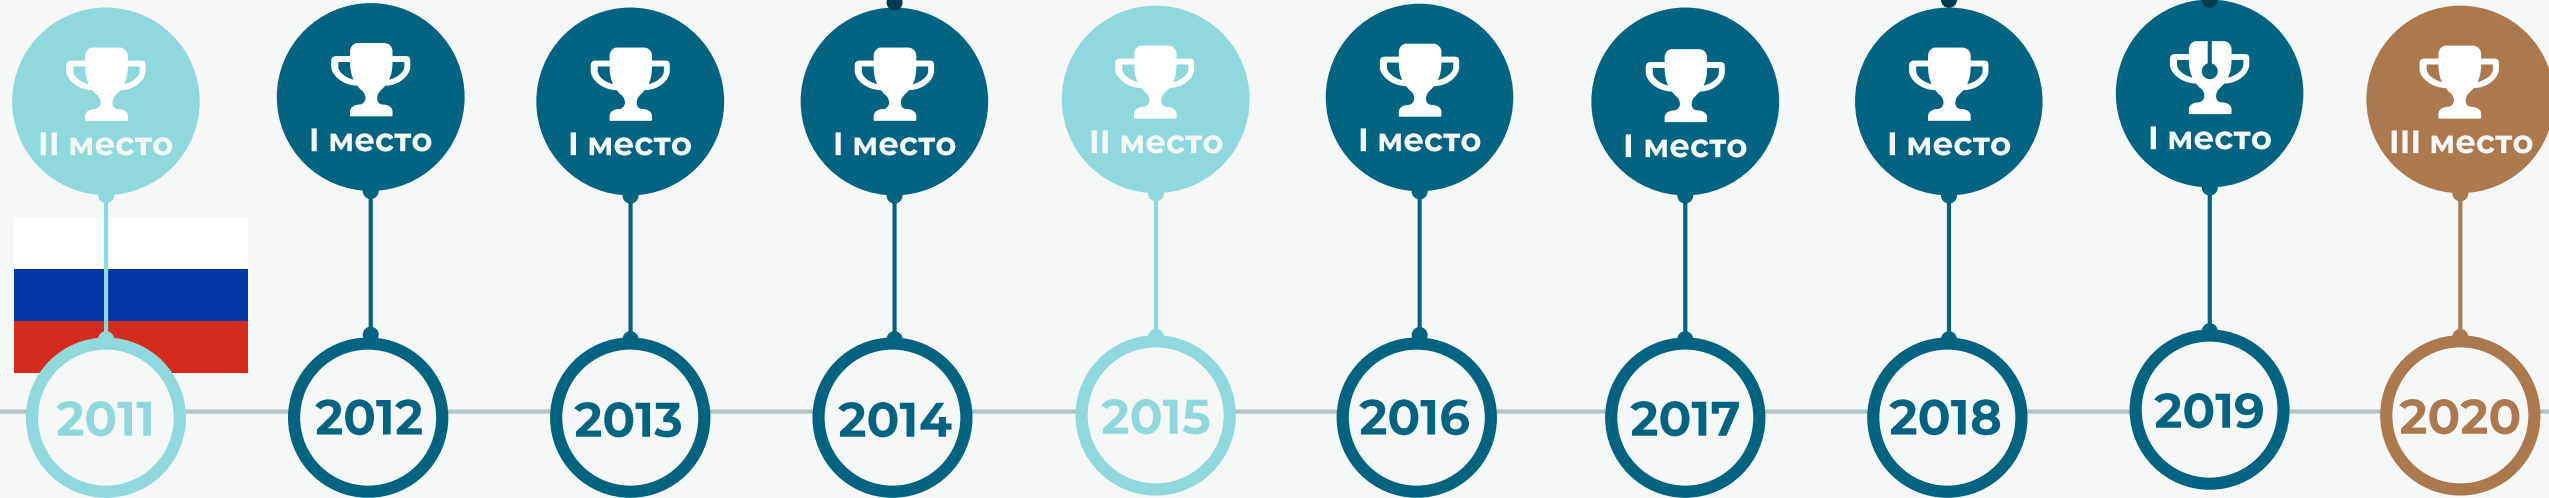 II место
I место
I место
I место
II место
I место
I место
I место
I место
III место
2011
2012
2013
2014
2015
2016
2017
2018
2019
2020